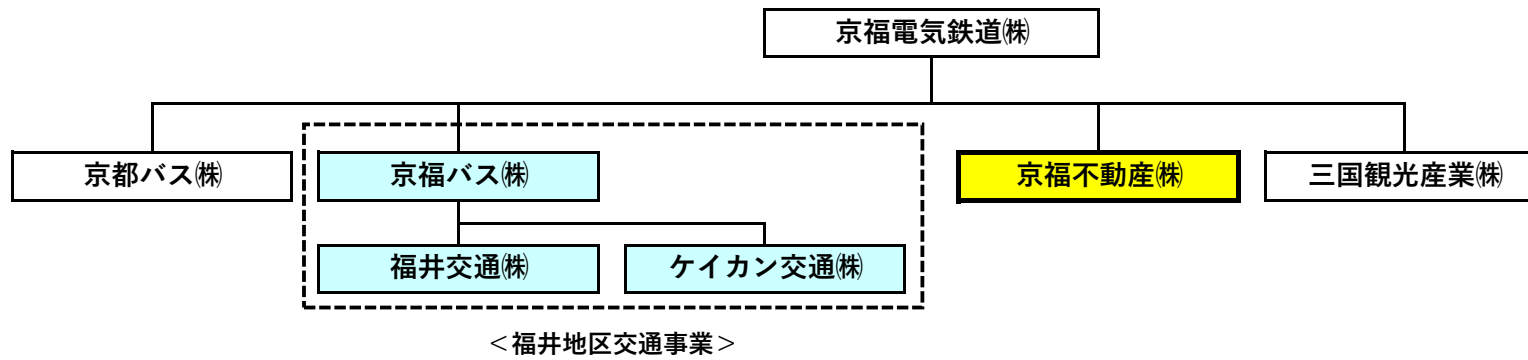 京福電気鉄道㈱
京都バス㈱
京福バス㈱
京福不動産㈱
三国観光産業㈱
福井交通㈱
ケイカン交通㈱
＜福井地区交通事業＞